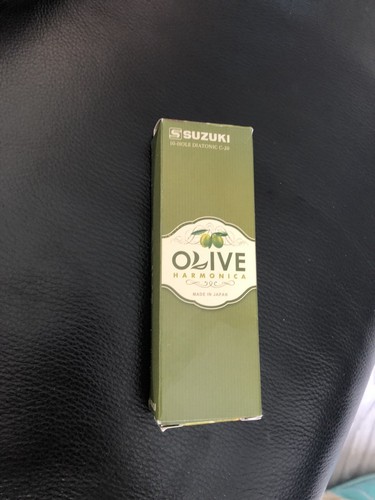 S SUZUKI
10-HOLE DIATONIC C-20
OLIVE
HARMONICA
MADE IN JAPAN